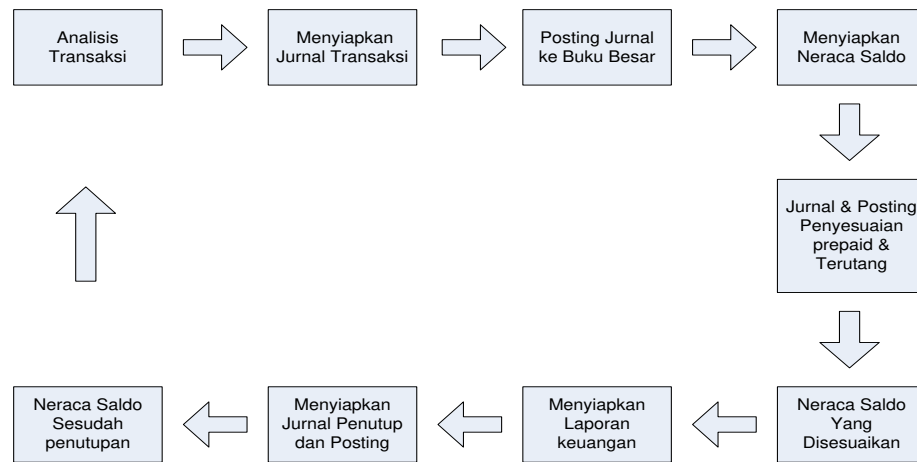 Analisis
Transaksi
Menyiapkan
Jurnal Transaksi
Posting Jurnal
ke Buku Besar
Menyiapkan
Neraca Saldo
Jurnal & Posting
Penyesuaian
prepaid &
Terutang
Neraca Saldo
Yang
Disesuaikan
Menyiapkan
Laporan
keuangan
Menyiapkan
Jurnal Penutup
dan Posting
Neraca Saldo
Sesudah
penutupan